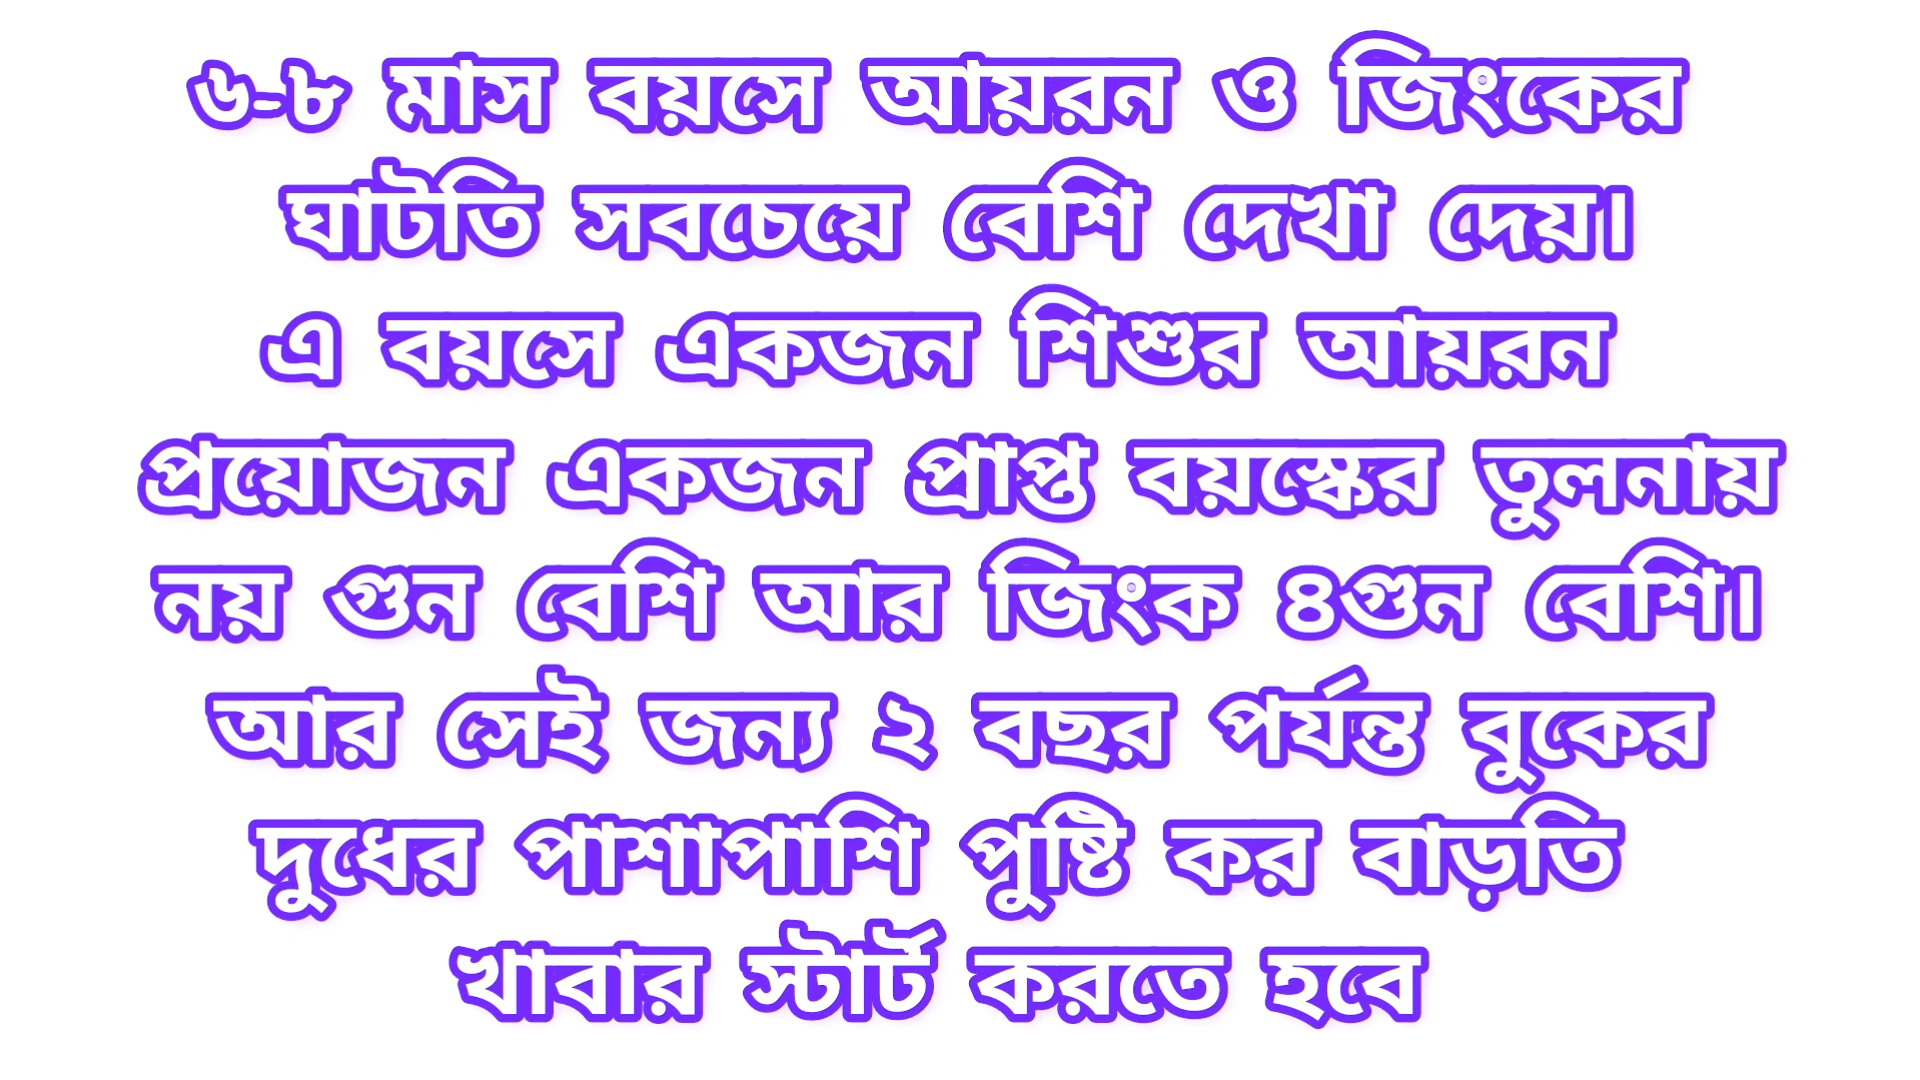 ৬-৮ মাস বয়সে আয়রন ও জিংকের
ঘাটতি সবচেয়ে বেশি দেখা দেয়।
এ বয়সে একজন শিশুর আয়রন
প্রয়োজন একজন প্রাপ্ত বয়স্কের তুলনায়
নয় গুন বেশি আর জিংক ৪গুন বেশি।
আর সেই জন্য ২ বছর পর্যন্ত বুকের
দুধের পাশাপাশি পুষ্টি কর বাড়তি
খাবার স্টার্ট করতে হবে